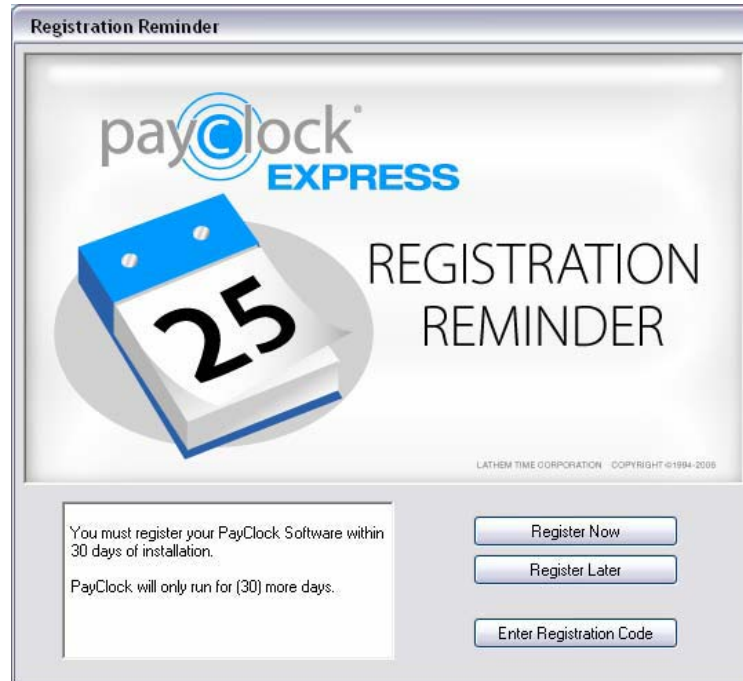 Registration Reminder
payclock
EXPRESS
25
REGISTRATION
REMINDER
LATHEM TIME CORPORATION COPYRIGHT ©1994-2006
You must register your PayClock Software within
30 days of installation.
PayClock will only run for (30) more days.
Register Now
Register Later
Enter Registration Code